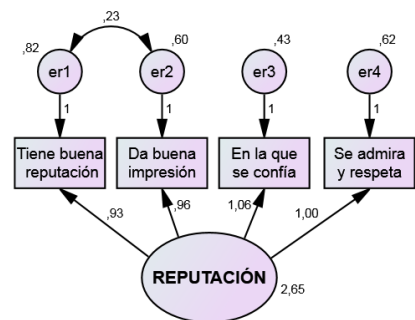 ,23
,82
,60
,43
,62
er1
er2
er3
er4
1
1
1
1
Tiene buena
reputación
Da buena
impresión
En la que
se confía
Se admira
y respeta
,93
,96
1,06
1,00
REPUTACIÓN
2,65